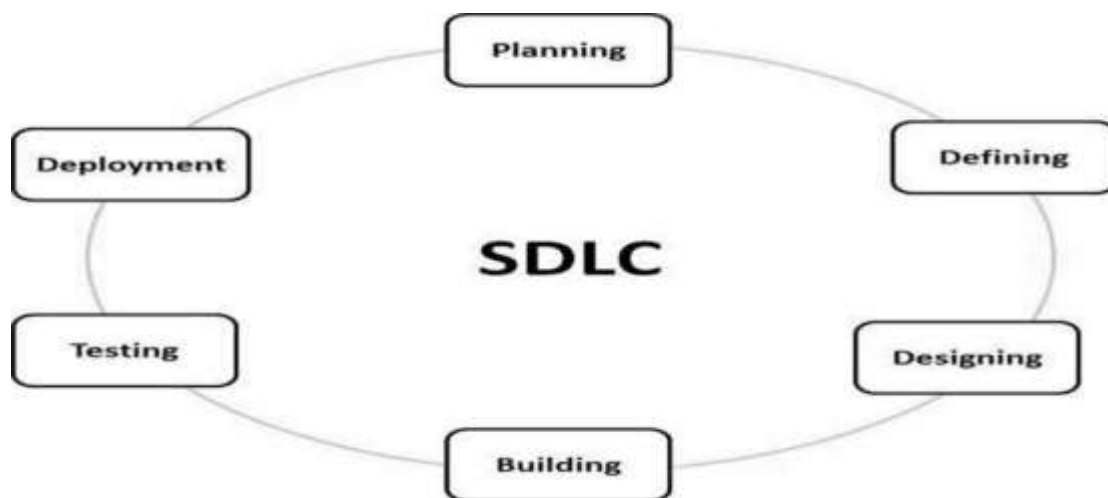 Planning
Defining
Deployment
SDLC
Testing
Designing
Building